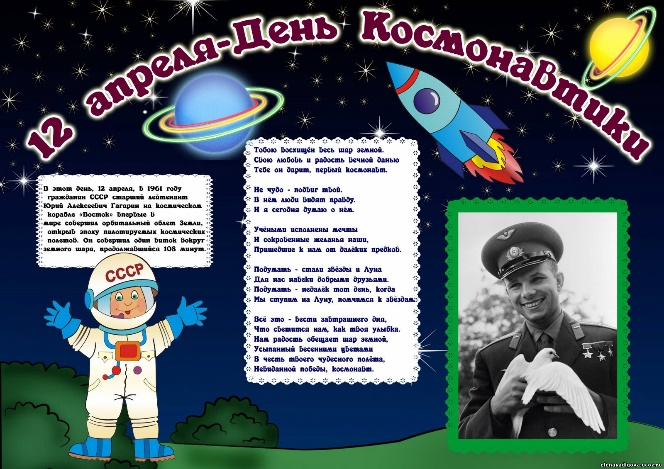 12 апреля-День Космонавтики
В этот день, 12 апреля, в 1961 году
гражданин СССР старший лейтенант
Юрий Алексеевич Гагарин на космическом
корабле «Восток» впервые в
мире совершил орбитальный облет Земли,
открыв эпоху пилотируемых космических
полетов. Он совершил один виток вокруг
земного шара, продолжавшийся 108 минут.
СССР
Тобою восхищён весь шар земной.
Свою любовь и радость вечной данью
Тебе он дарит, первый космонавт.
Не чудо - подвиг твой.
В нем люди видят правду.
И я сегодня думаю о нём.
Учёными исполнены мечты
И сокровенные желанья наши,
Пришедшие к нам от далёких предков.
Подумать - стали звёзды и Луна
Для нас навеки добрыми друзьями.
Подумать - недалёк тот день, когда
Мы ступим на Луну, помчимся к звёздам.
Всё это - вести завтрашнего дня,
Что светится нам, как твоя улыбка.
Нам радость обещает шар земной,
Усыпанный весенними цветами
В честь твоего чудесного полёта,
Невиданной победы, космонавт.